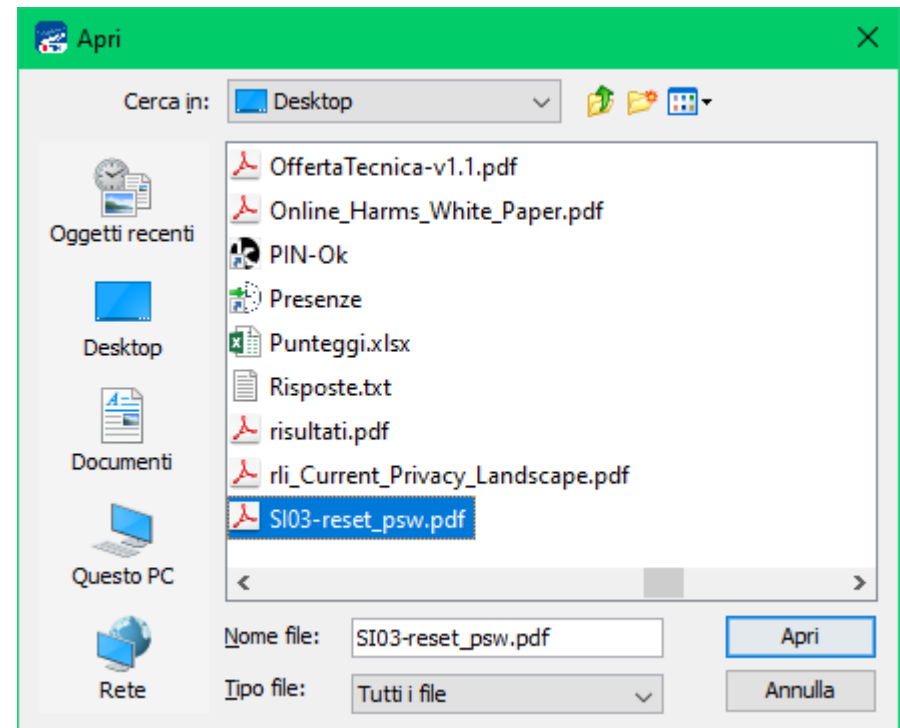 Apri
Cerca in: Desktop
Oggetti recenti
Desktop
Documenti
Questo PC
Rete
OffertaTecnica-v1.1.pdf
Online_Harms_White_Paper.pdf
PIN-Ok
Presenze
Punteggi.xlsx
Risposte.txt
risultati.pdf
rli_Current_Privacy_Landscape.pdf
SI03-reset_psw.pdf
Nome file: SI03-reset_psw.pdf Apri
Tipo file: Tutti i file Annulla